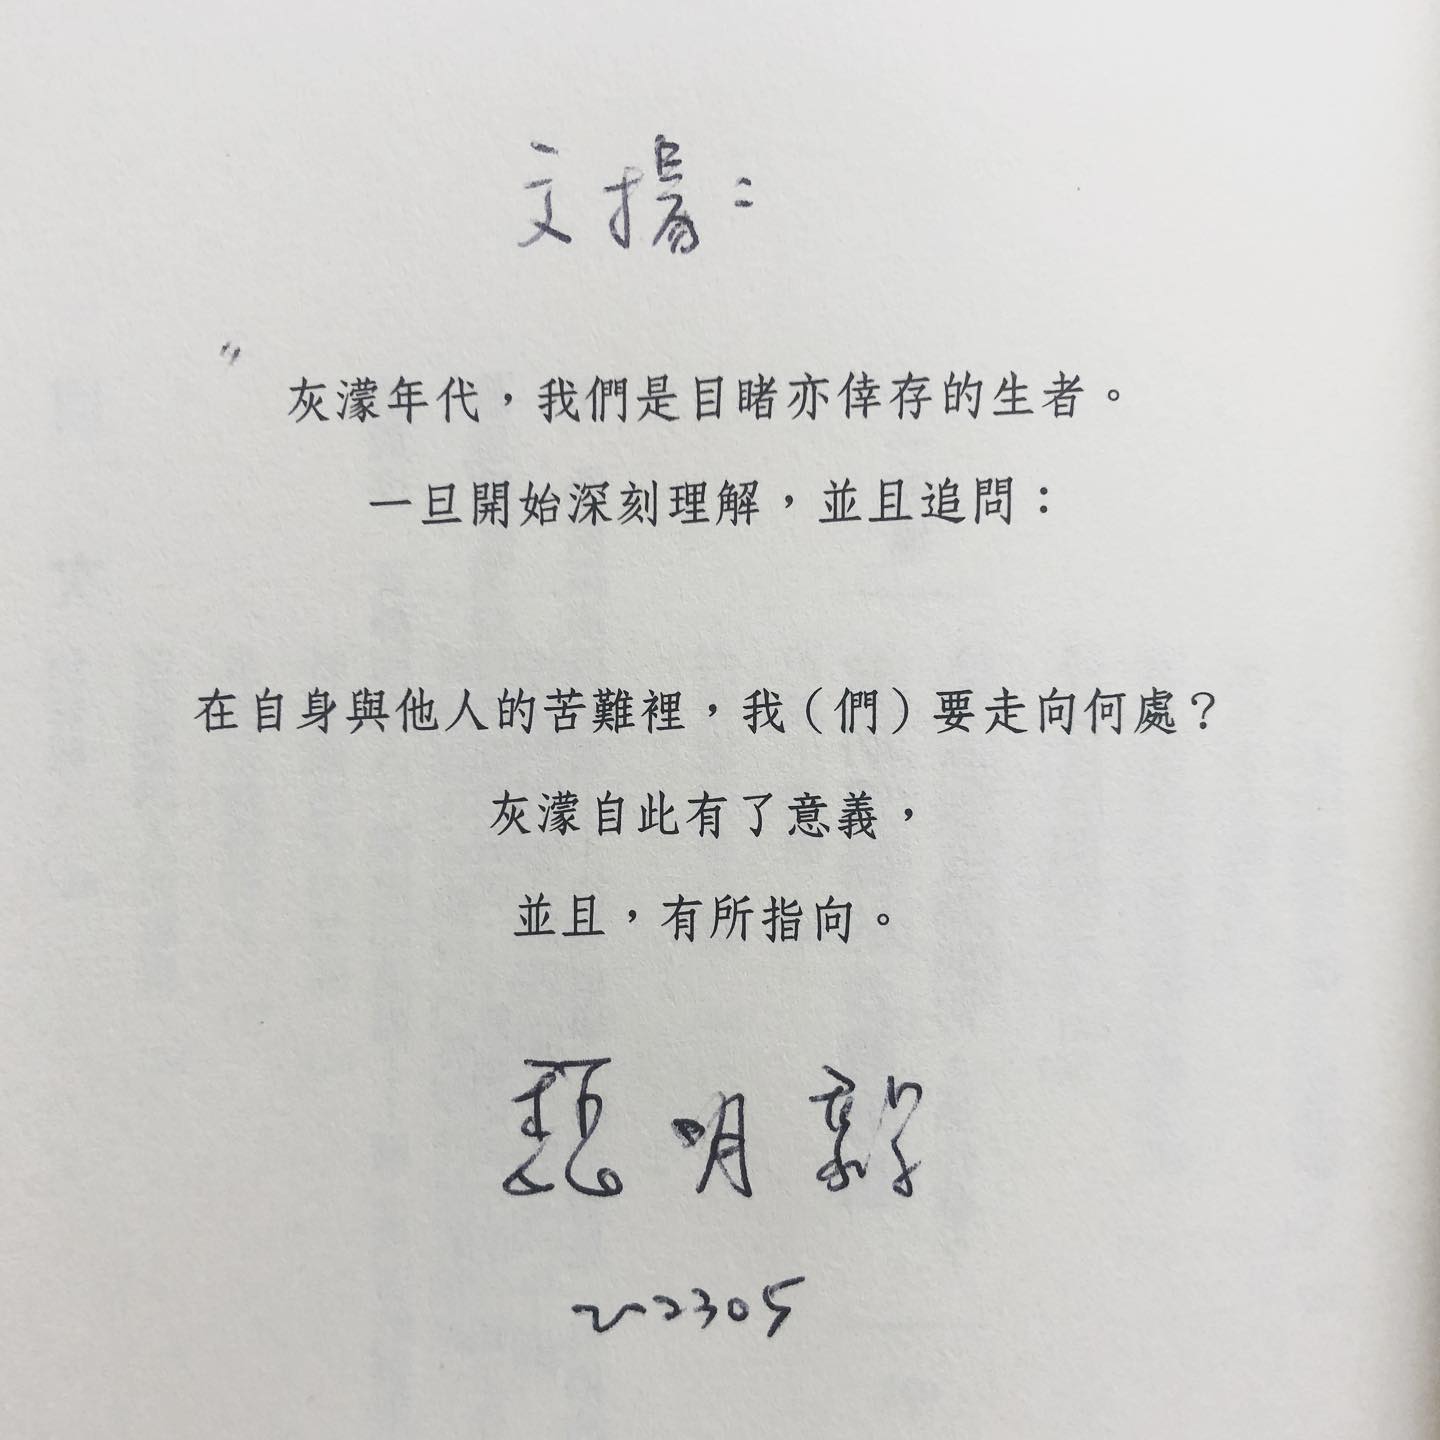 文揚：
灰濛年代，我們是目睹亦倖存的生者。
一旦開始深刻理解，並且追問：
在自身與他人的苦難裡，我（們）要走向何處？
灰濛自此有了意義，
並且，有所指向。
魏明毅
202305